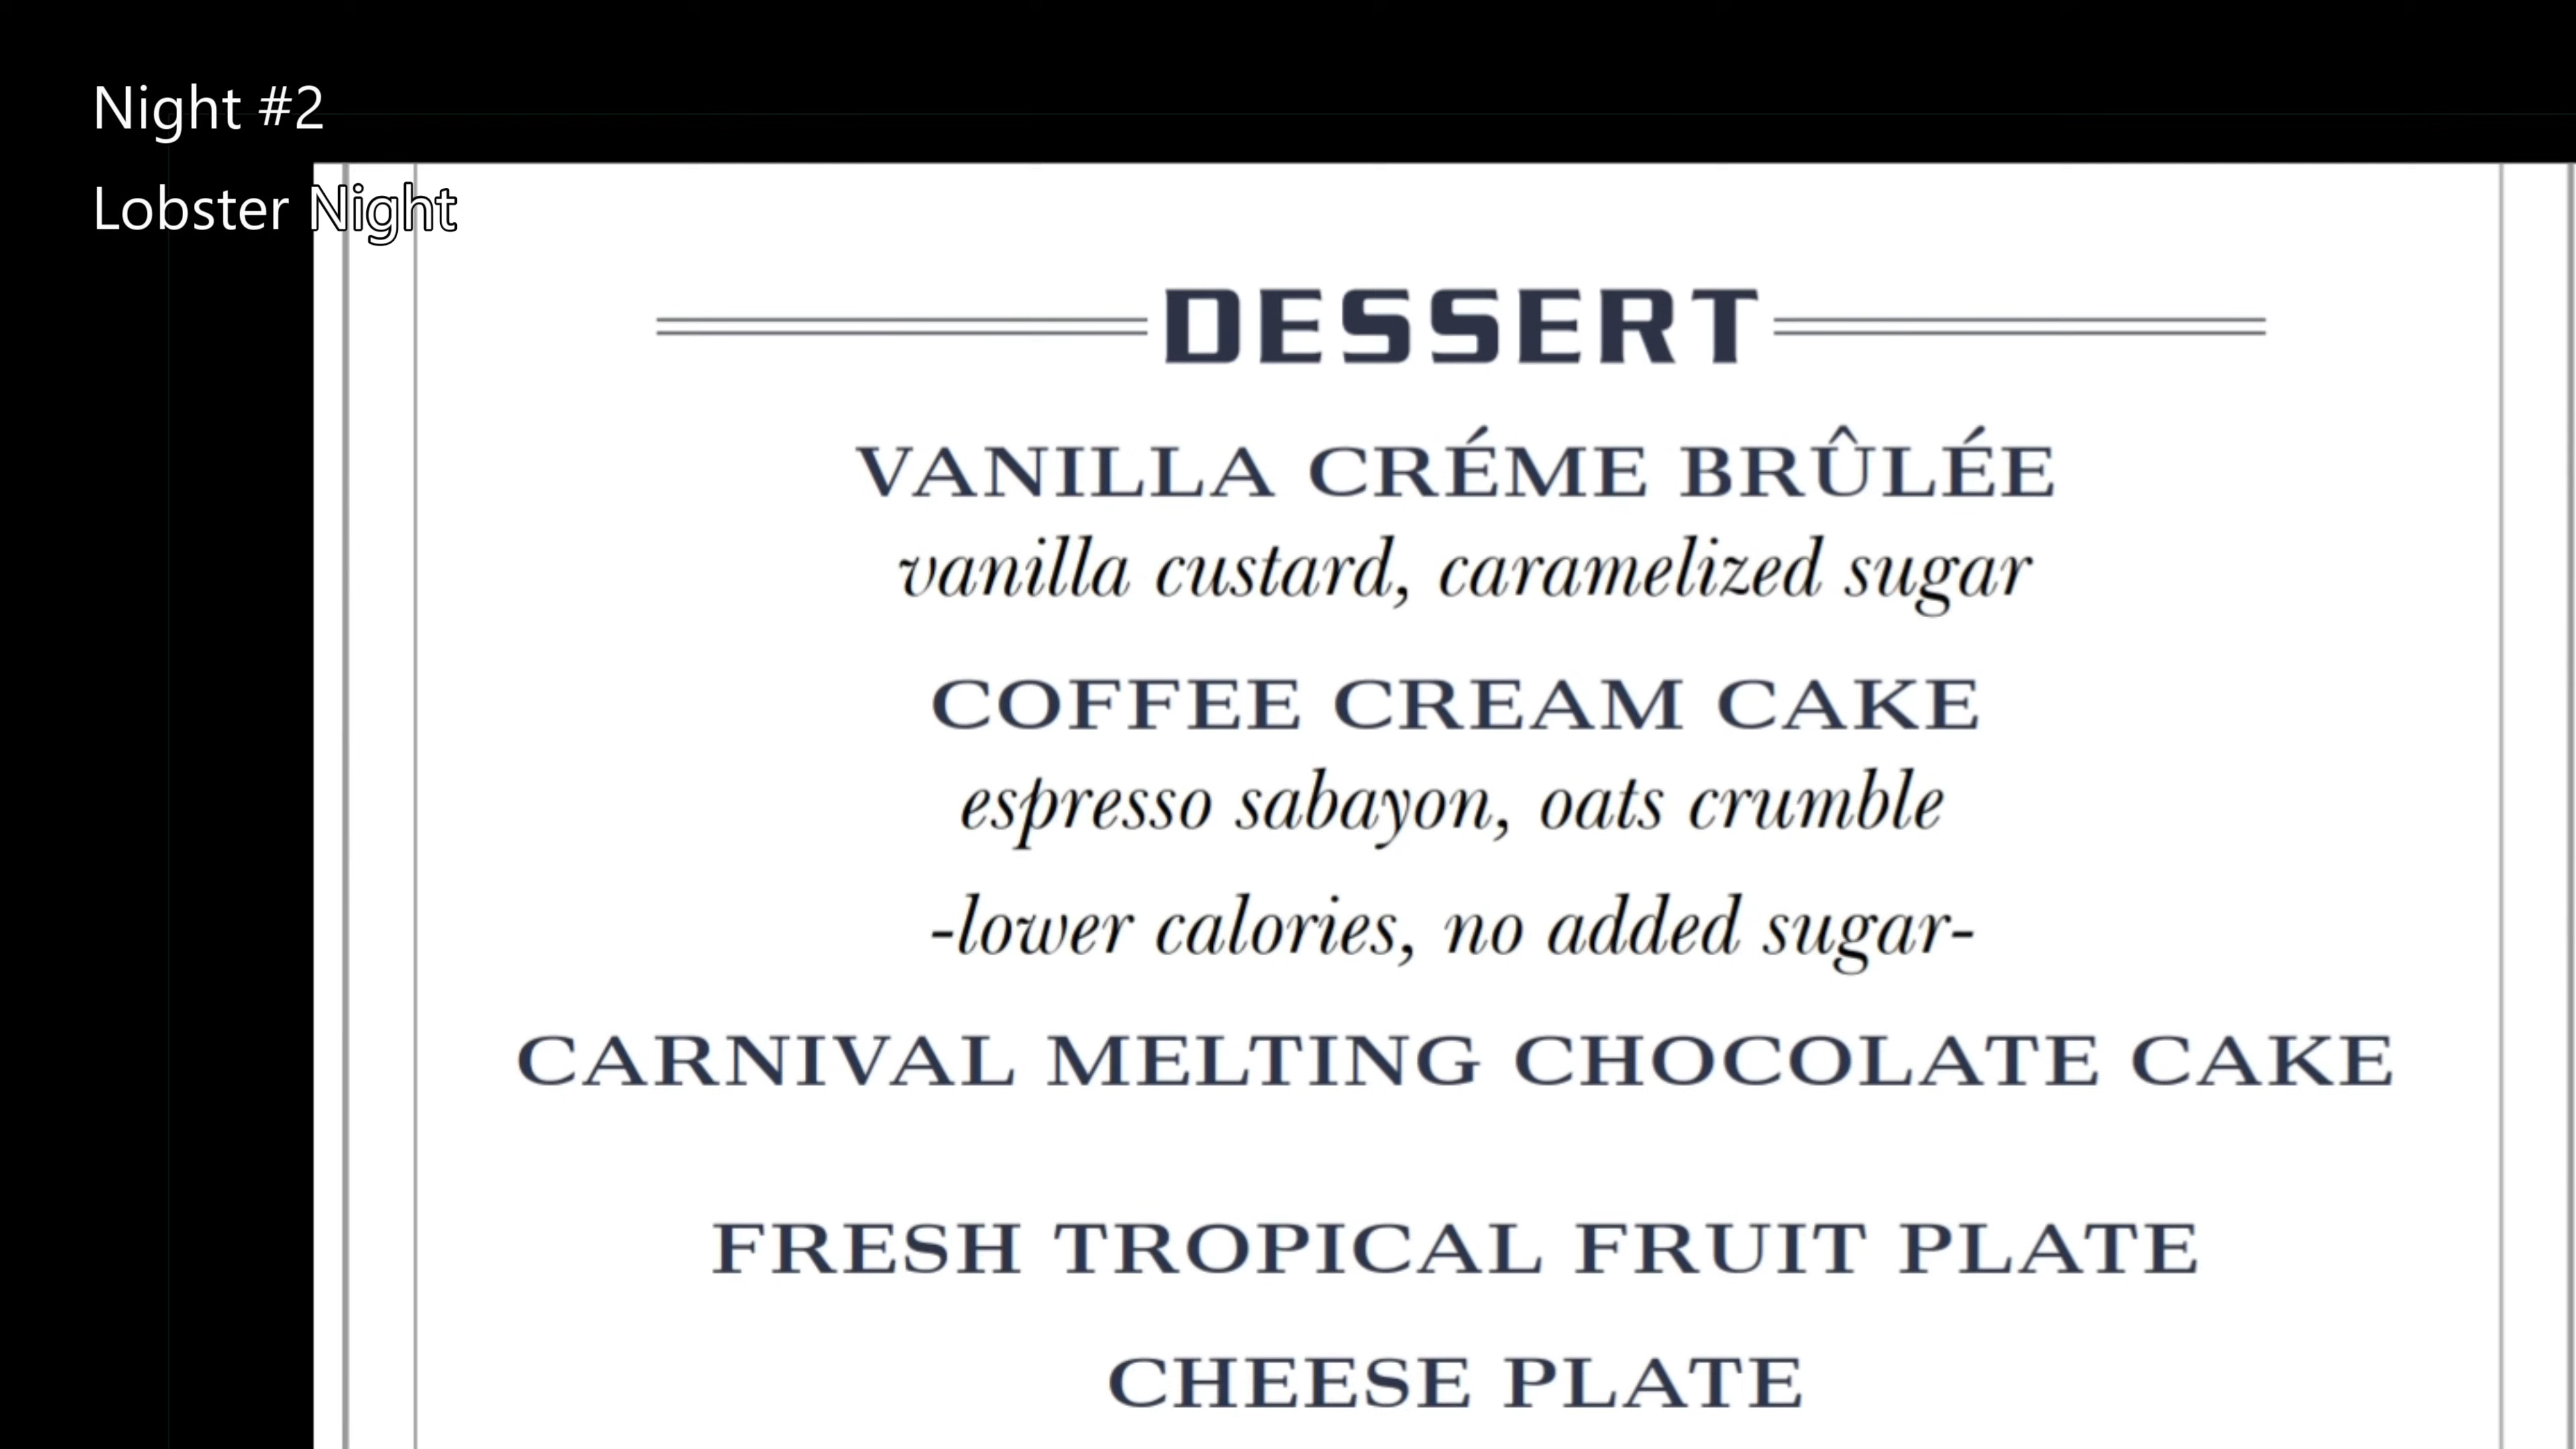 Night #2
Lobster Night
DESSERT
VANILLA CRÉME BRÛLÉE
vanilla custard, caramelized sugar
COFFEE CREAM CAKE
espresso sabayon, oats crumble
-lower calories, no added sugar-
CARNIVAL MELTING CHOCOLATE CAKE
FRESH TROPICAL FRUIT PLATE
CHEESE PLATE